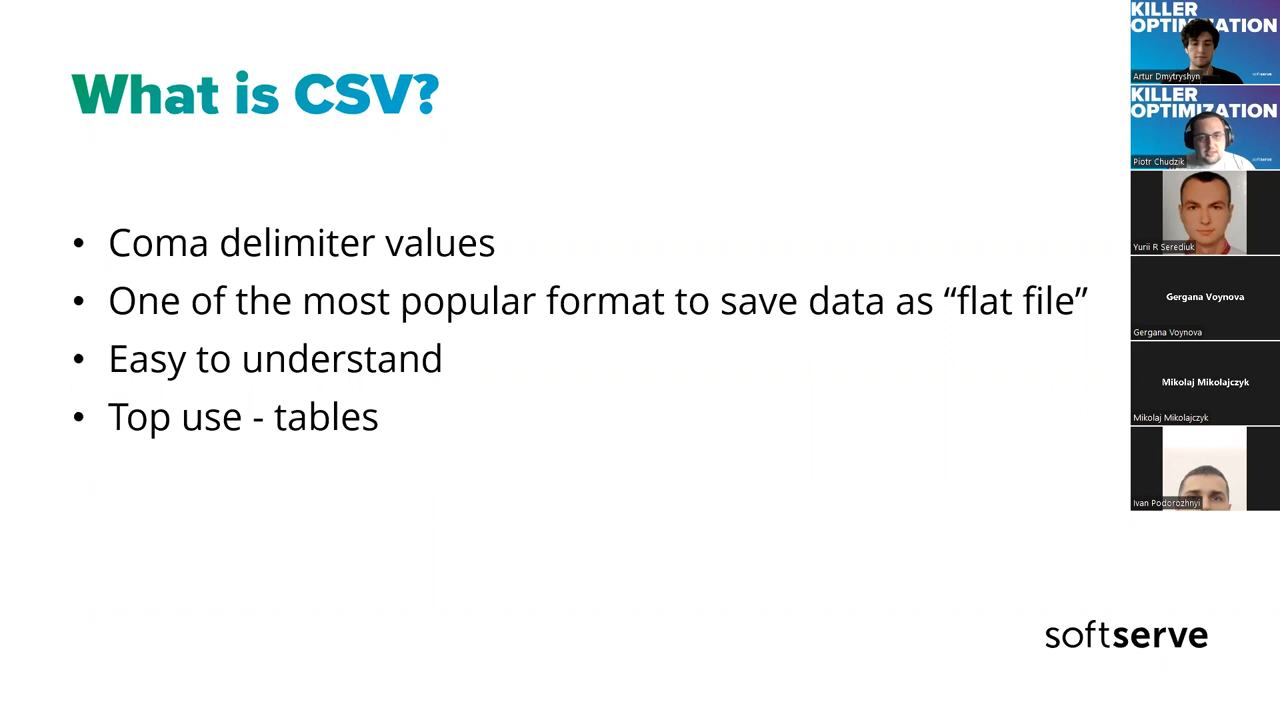 What is CSV?
Coma delimiter values
One of the most popular format to save data as “flat file”
Easy to understand
Top use - tables
softserve
KILLER
OPTIMIZATION
softserve
Artur Dmytryshyn
KILLER
OPTIMIZATION
softserve
Piotr Chudzik
Yurii R Serediuk
Gergana Voynova
Gergana Voynova
Mikolaj Mikolajczyk
Mikolaj Mikolajczyk
Ivan Podorozhnyi